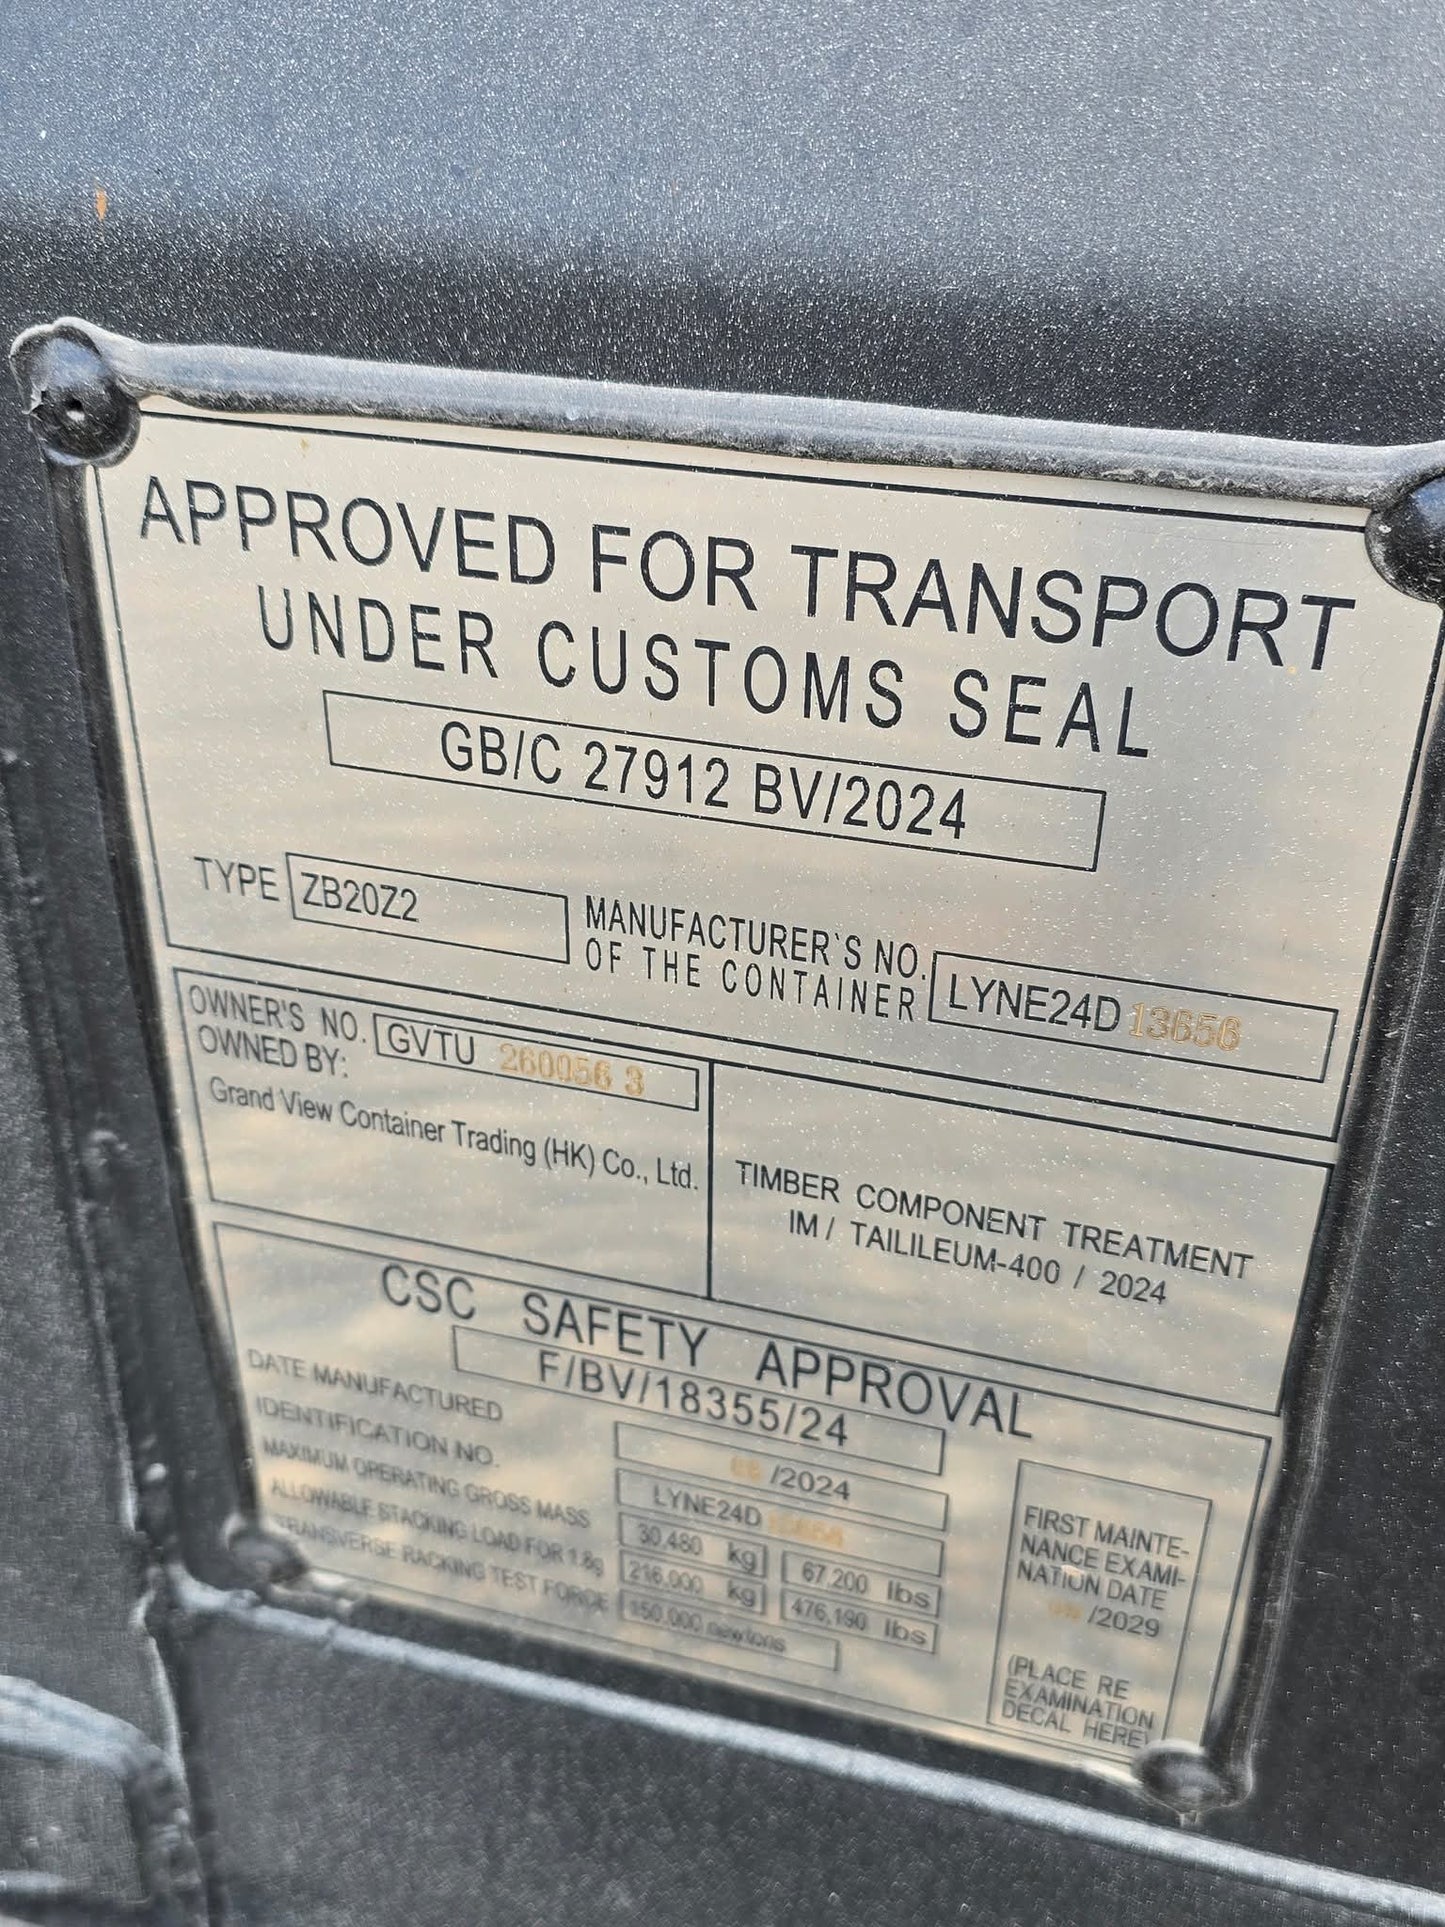 APPROVED FOR TRANSPORT
UNDER CUSTOMS SEAL
GB/C 27912 BV/2024
TYPE ZB20Z2
MANUFACTURER'S NO.
OF THE CONTAINER
LYNE24D 13656
OWNER'S NO. GVTU 260056 3
OWNED BY:
Grand View Container Trading (HK) Co., Ltd.
TIMBER COMPONENT TREATMENT
IM / TAILILEUM-400 / 2024
CSC SAFETY APPROVAL
F/BV/18355/24
DATE MANUFACTURED /2024
IDENTIFICATION NO. LYNE24D 13656
MAXIMUM OPERATING GROSS MASS 30,480 kg 67,200 lbs
ALLOWABLE STACKING LOAD FOR 1.8g 216,000 kg 476,190 lbs
TRANSVERSE RACKING TEST FORCE 150,000 newtons
FIRST MAINTE-
NANCE EXAMI-
NATION DATE
/2029
(PLACE RE
EXAMINATION
DECAL HERE)